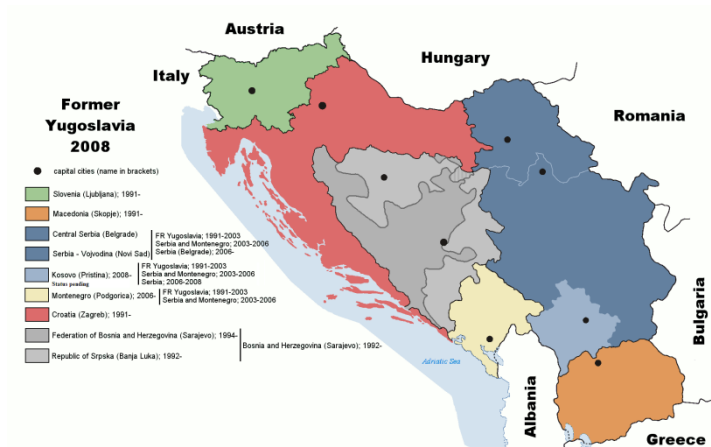 Austria
Hungary
Italy
Romania
Former
Yugoslavia
2008
capital cities (name in brackets)
Slovenia (Ljubljana); 1991-
Macedonia (Skopje); 1991-
Central Serbia (Belgrade)
Serbia - Vojvodina (Novi Sad)
FR Yugoslavia; 1991-2003
Serbia and Montenegro; 2003-2006
Serbia (Belgrade); 2006-
Kosovo (Pristina); 2008-
Status pending
FR Yugoslavia; 1991-2003
Serbia and Montenegro; 2003-2006
Serbia; 2006-2008
Montenegro (Podgorica); 2006-
FR Yugoslavia; 1991-2003
Serbia and Montenegro; 2003-2006
Croatia (Zagreb); 1991-
Federation of Bosnia and Herzegovina (Sarajevo); 1994-
Republic of Srpska (Banja Luka); 1992-
Bosnia and Herzegovina (Sarajevo); 1992-
Adriatic Sea
Bulgaria
Albania
Greece